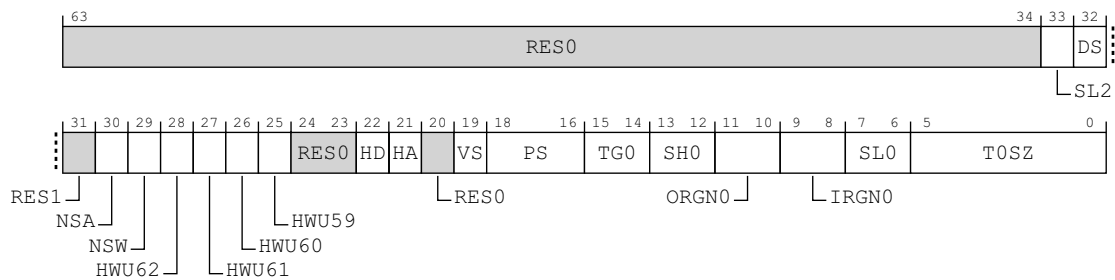 63 34 33 32
RES0 DS
SL2
31 30 29 28 27 26 25 24 23 22 21 20 19 18 16 15 14 13 12 11 10 9 8 7 6 5 0
RES0 HD HA VS PS TG0 SH0 SL0 T0SZ
RES1 RES0 ORGN0 IRGN0
NSA HWU59
NSW HWU60
HWU62 HWU61